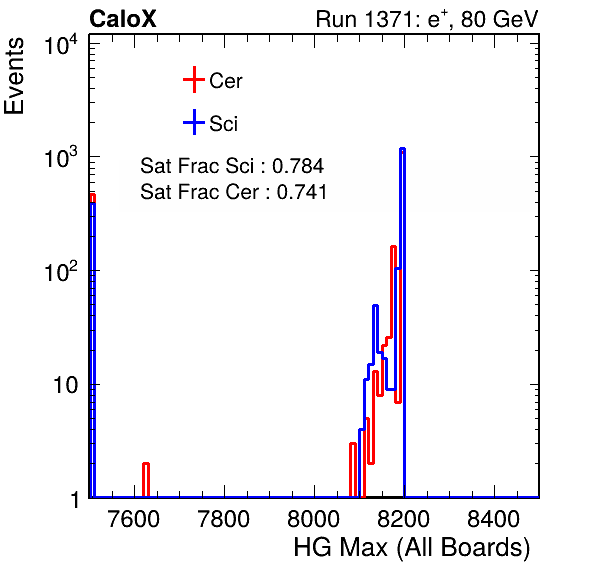 CaloX Run 1371: e⁺, 80 GeV
Events
10⁴
Cer
Sci
10³
Sat Frac Sci : 0.784
Sat Frac Cer : 0.741
10²
10
1
7600 7800 8000 8200 8400
HG Max (All Boards)